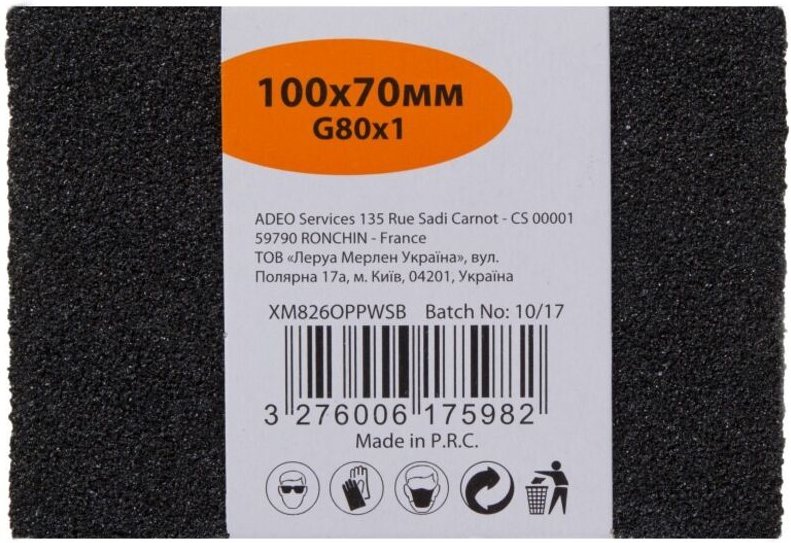 100x70мм
G80x1
ADEO Services 135 Rue Sadi Carnot - CS 00001
59790 RONCHIN - France
ТОВ «Леруа Мерлен Україна», вул.
Полярна 17а, м. Київ, 04201, Україна
XM826OPPWSB Batch No: 10/17
3 276006 175982
Made in P.R.C.